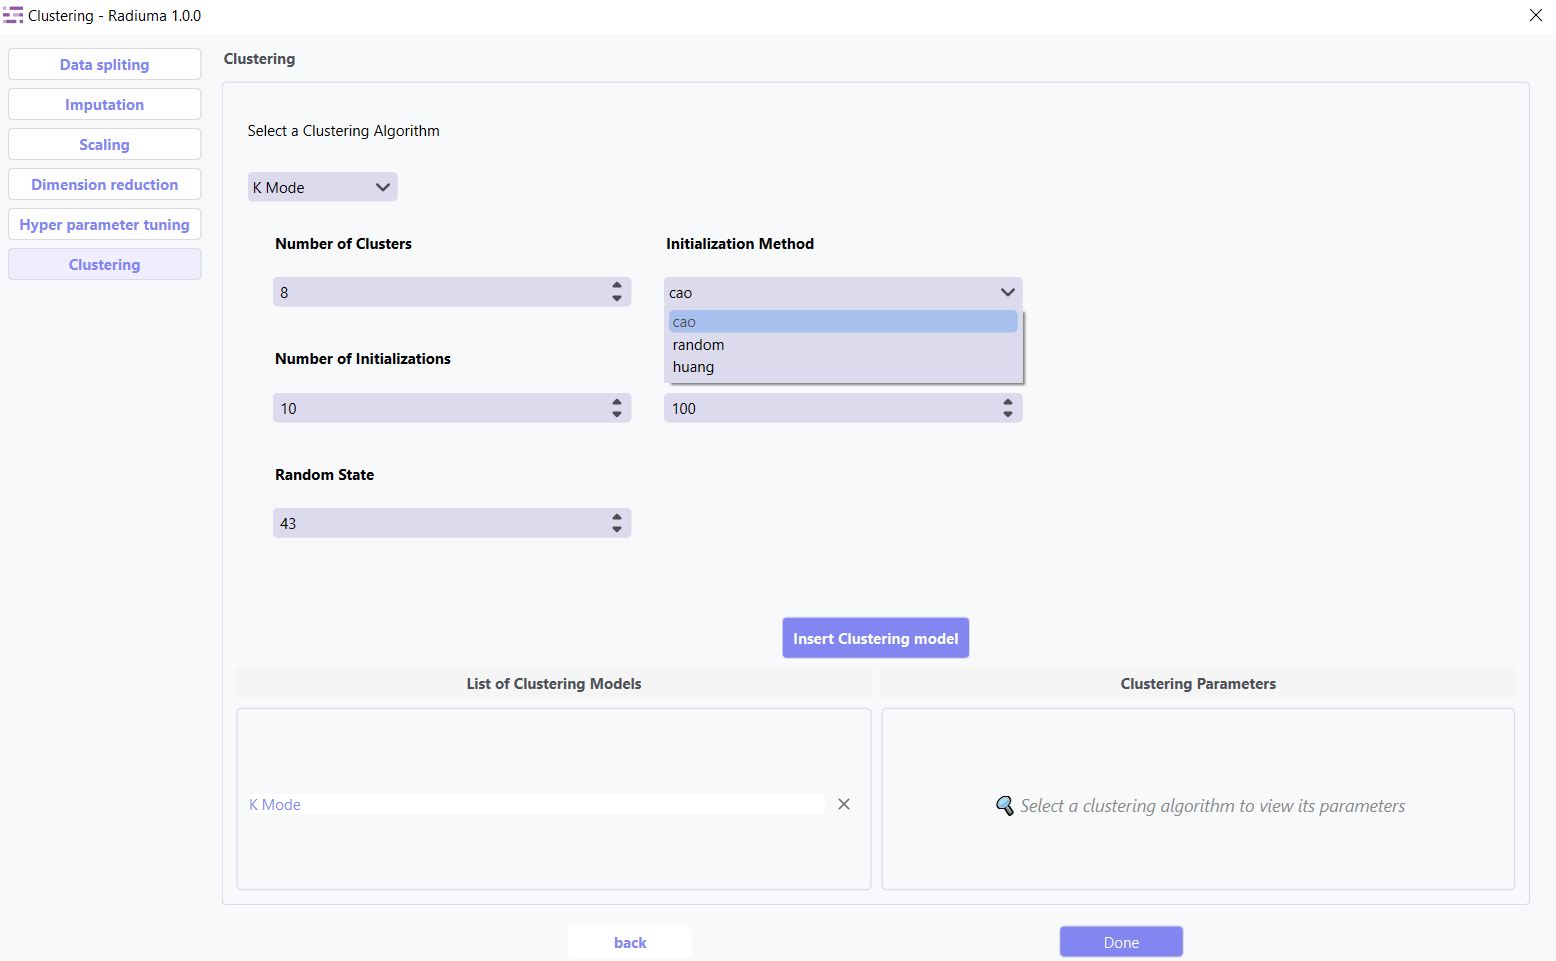 Clustering - Radiuma 1.0.0
Data spliting
Imputation
Scaling
Dimension reduction
Hyper parameter tuning
Clustering
Clustering
Select a Clustering Algorithm
K Mode
Number of Clusters
Initialization Method
8
cao
cao
random
huang
Number of Initializations
10
100
Random State
43
Insert Clustering model
List of Clustering Models
Clustering Parameters
K Mode
Select a clustering algorithm to view its parameters
back
Done